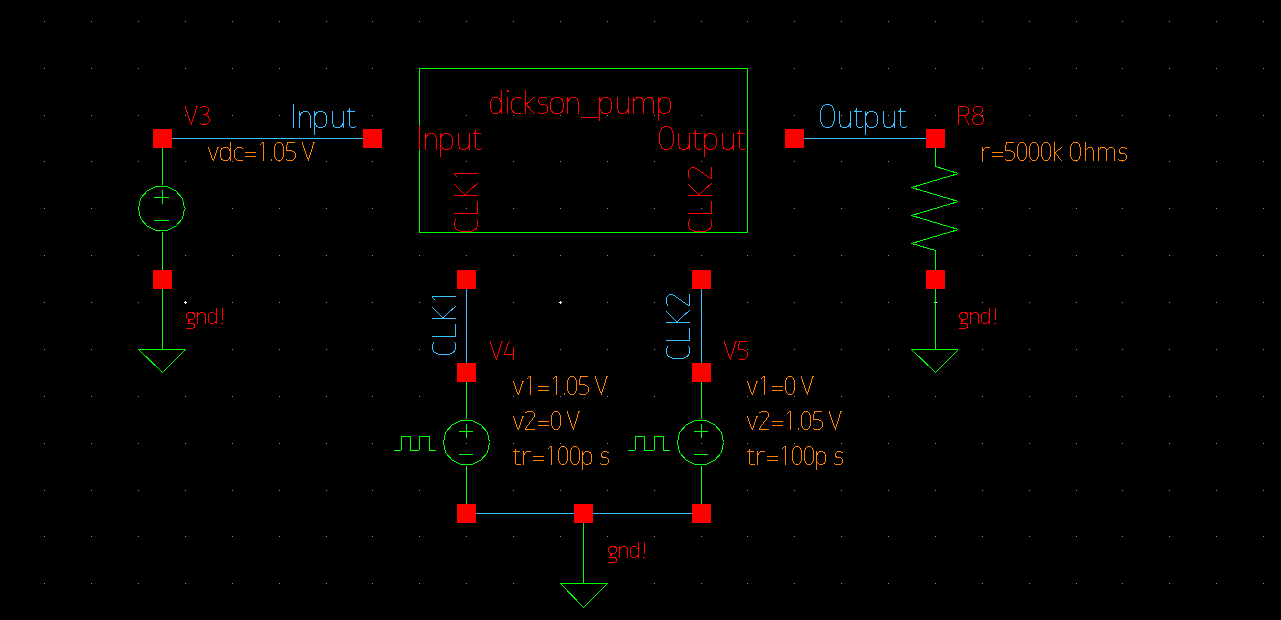 dickson_pump
V3
Input
Output
R8
vdc=1.05 V
Input
Output
r=5000k Ohms
CLK1
CLK2
gnd!
gnd!
CLK1
CLK2
V4
V5
v1=1.05 V
v1=0 V
v2=0 V
v2=1.05 V
tr=100p s
tr=100p s
gnd!